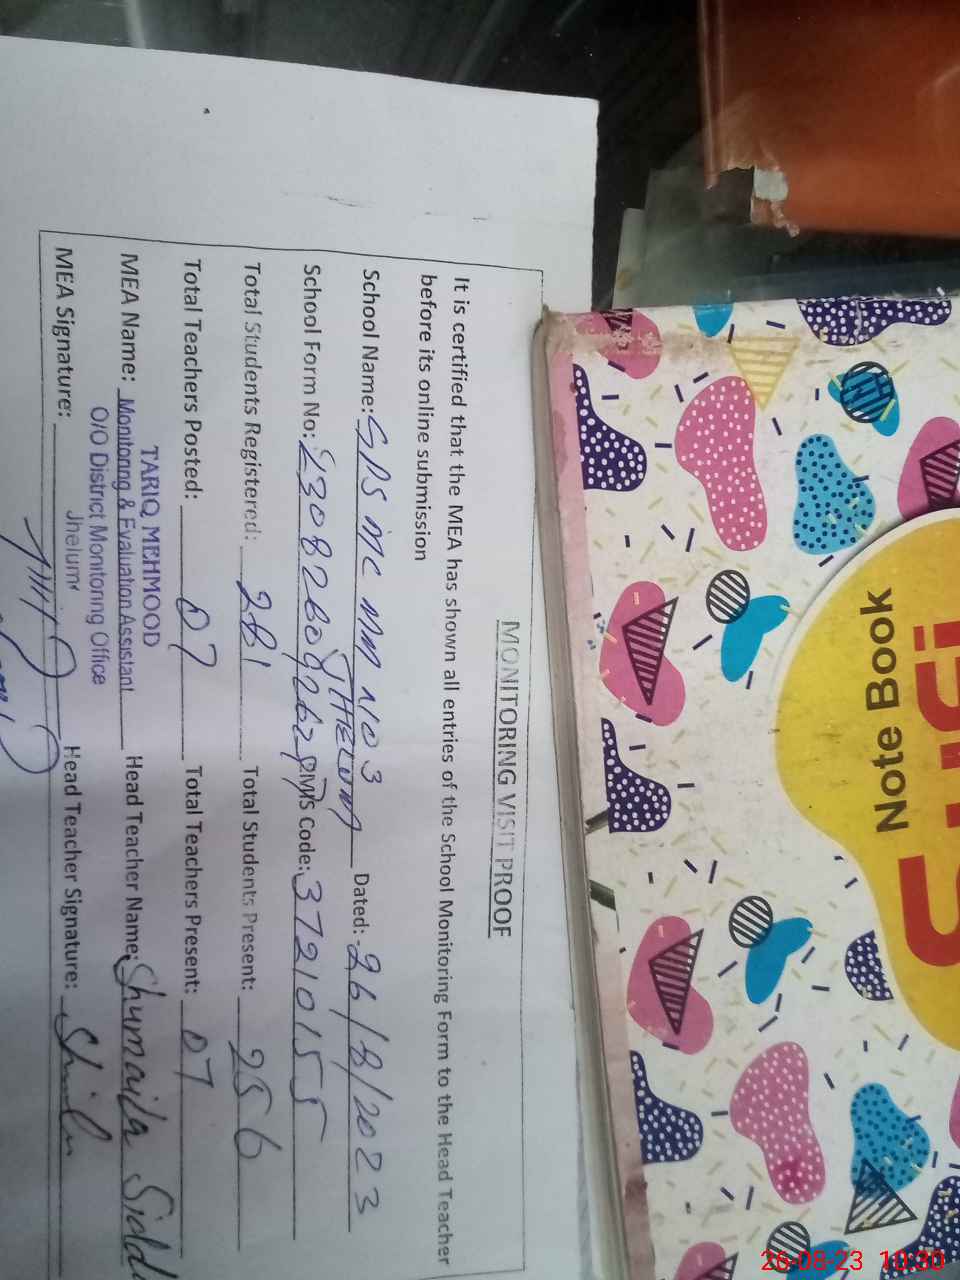 MONITORING VISIT PROOF
It is certified that the MEA has shown all entries of the School Monitoring Form to the Head Teacher
before its online submission
School Name: GPS MC NO 3 Dated: 26/8/2023
JHELUM
School Form No: EMIS Code: 37210155
Total Students Registered: 281 Total Students Present: 256
Total Teachers Posted: 07 Total Teachers Present: 07
TARIQ MEHMOOD
MEA Name: Monitoring & Evaluation Assistant Head Teacher Name: Shumaila
O/O District Monitoring Office
Jhelum
MEA Signature: Head Teacher Signature:
Note Book
26-08-23 10:30